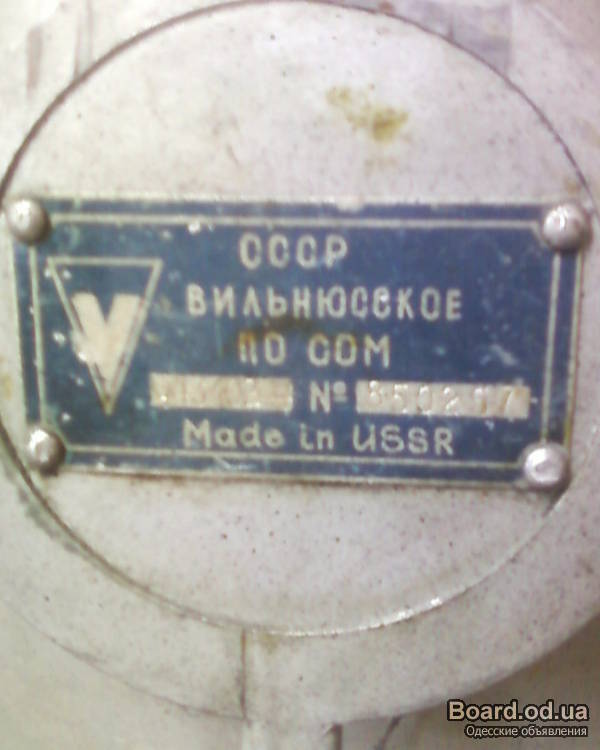 СССР
ВИЛЬНЮССКОЕ
ПО СОМ
№
Made in USSR
Board.od.ua
Одесские объявления